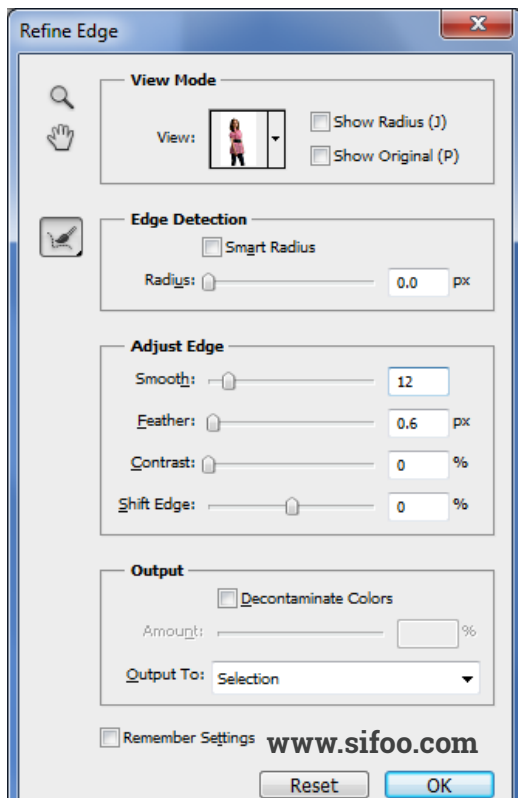 Refine Edge
View Mode
View:
Show Radius (J)
Show Original (P)
Edge Detection
Smart Radius
Radius: 0.0 px
Adjust Edge
Smooth: 12
Feather: 0.6 px
Contrast: 0 %
Shift Edge: 0 %
Output
Decontaminate Colors
Amount: %
Output To: Selection
Remember Settings www.sifoo.com
Reset OK